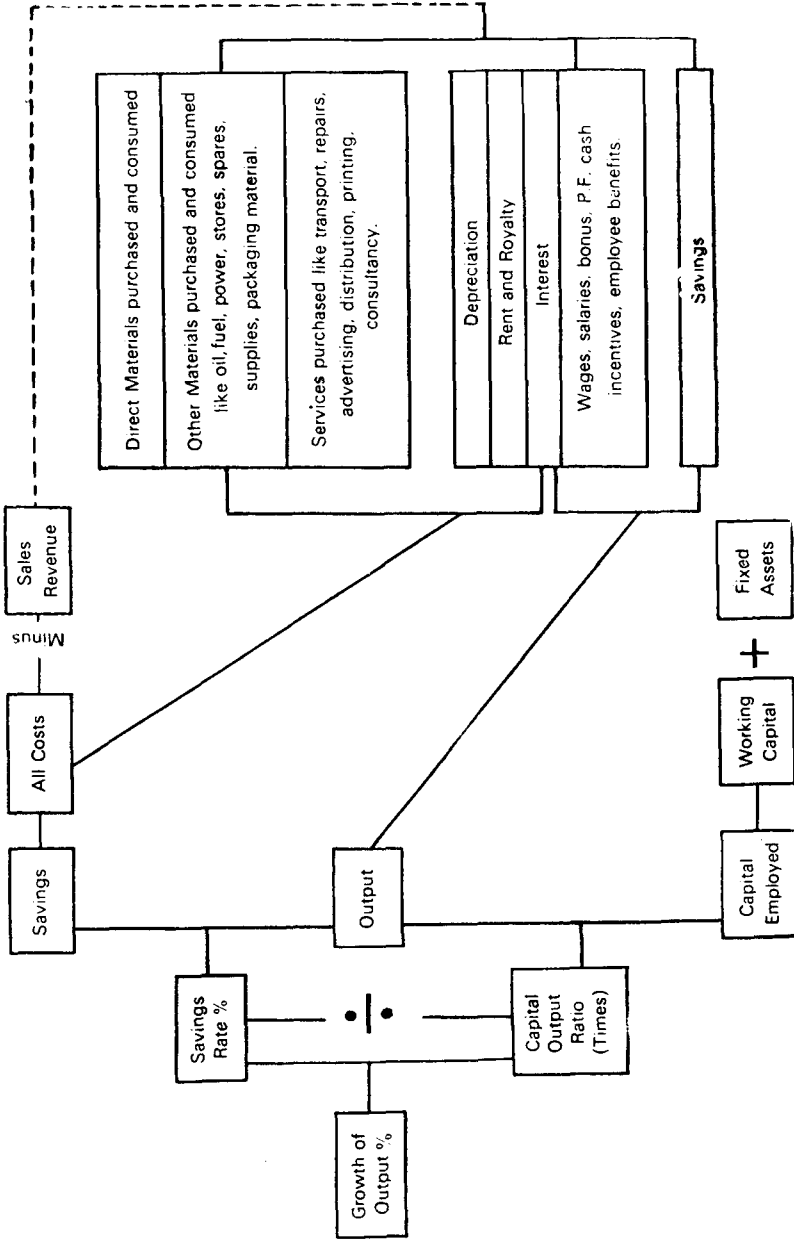 Growth of
Output %
Savings
Rate %
÷
Capital
Output
Ratio
(Times)
Savings
Output
Capital
Employed
All Costs
Minus
Sales
Revenue
Working
Capital
+
Fixed
Assets
Direct Materials purchased and consumed
Other Materials purchased and consumed
like oil, fuel, power, stores, spares,
supplies, packaging material.
Services purchased like transport, repairs,
advertising, distribution, printing,
consultancy.
Depreciation
Rent and Royalty
Interest
Wages, salaries, bonus, P.F. cash
incentives, employee benefits.
Savings